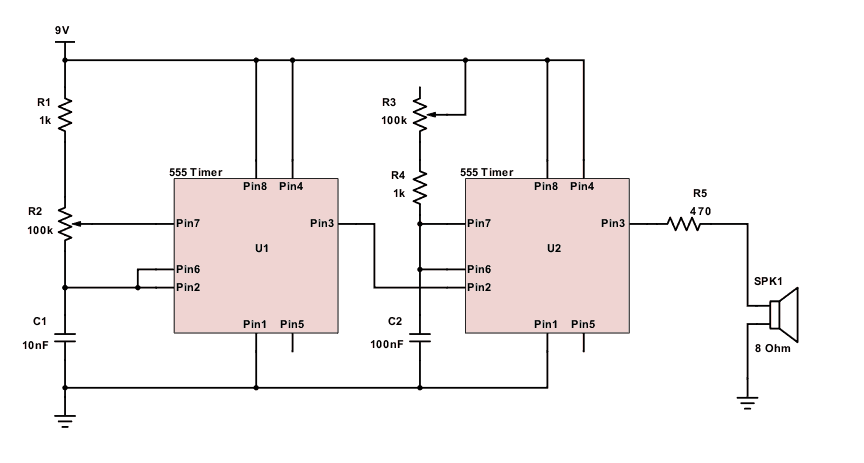 9V
R1
1k
R2
100k
C1
10nF
555 Timer
Pin8
Pin4
Pin7
Pin3
U1
Pin6
Pin2
Pin1
Pin5
R3
100k
R4
1k
C2
100nF
555 Timer
Pin8
Pin4
Pin7
Pin3
U2
Pin6
Pin2
Pin1
Pin5
R5
470
SPK1
8 Ohm